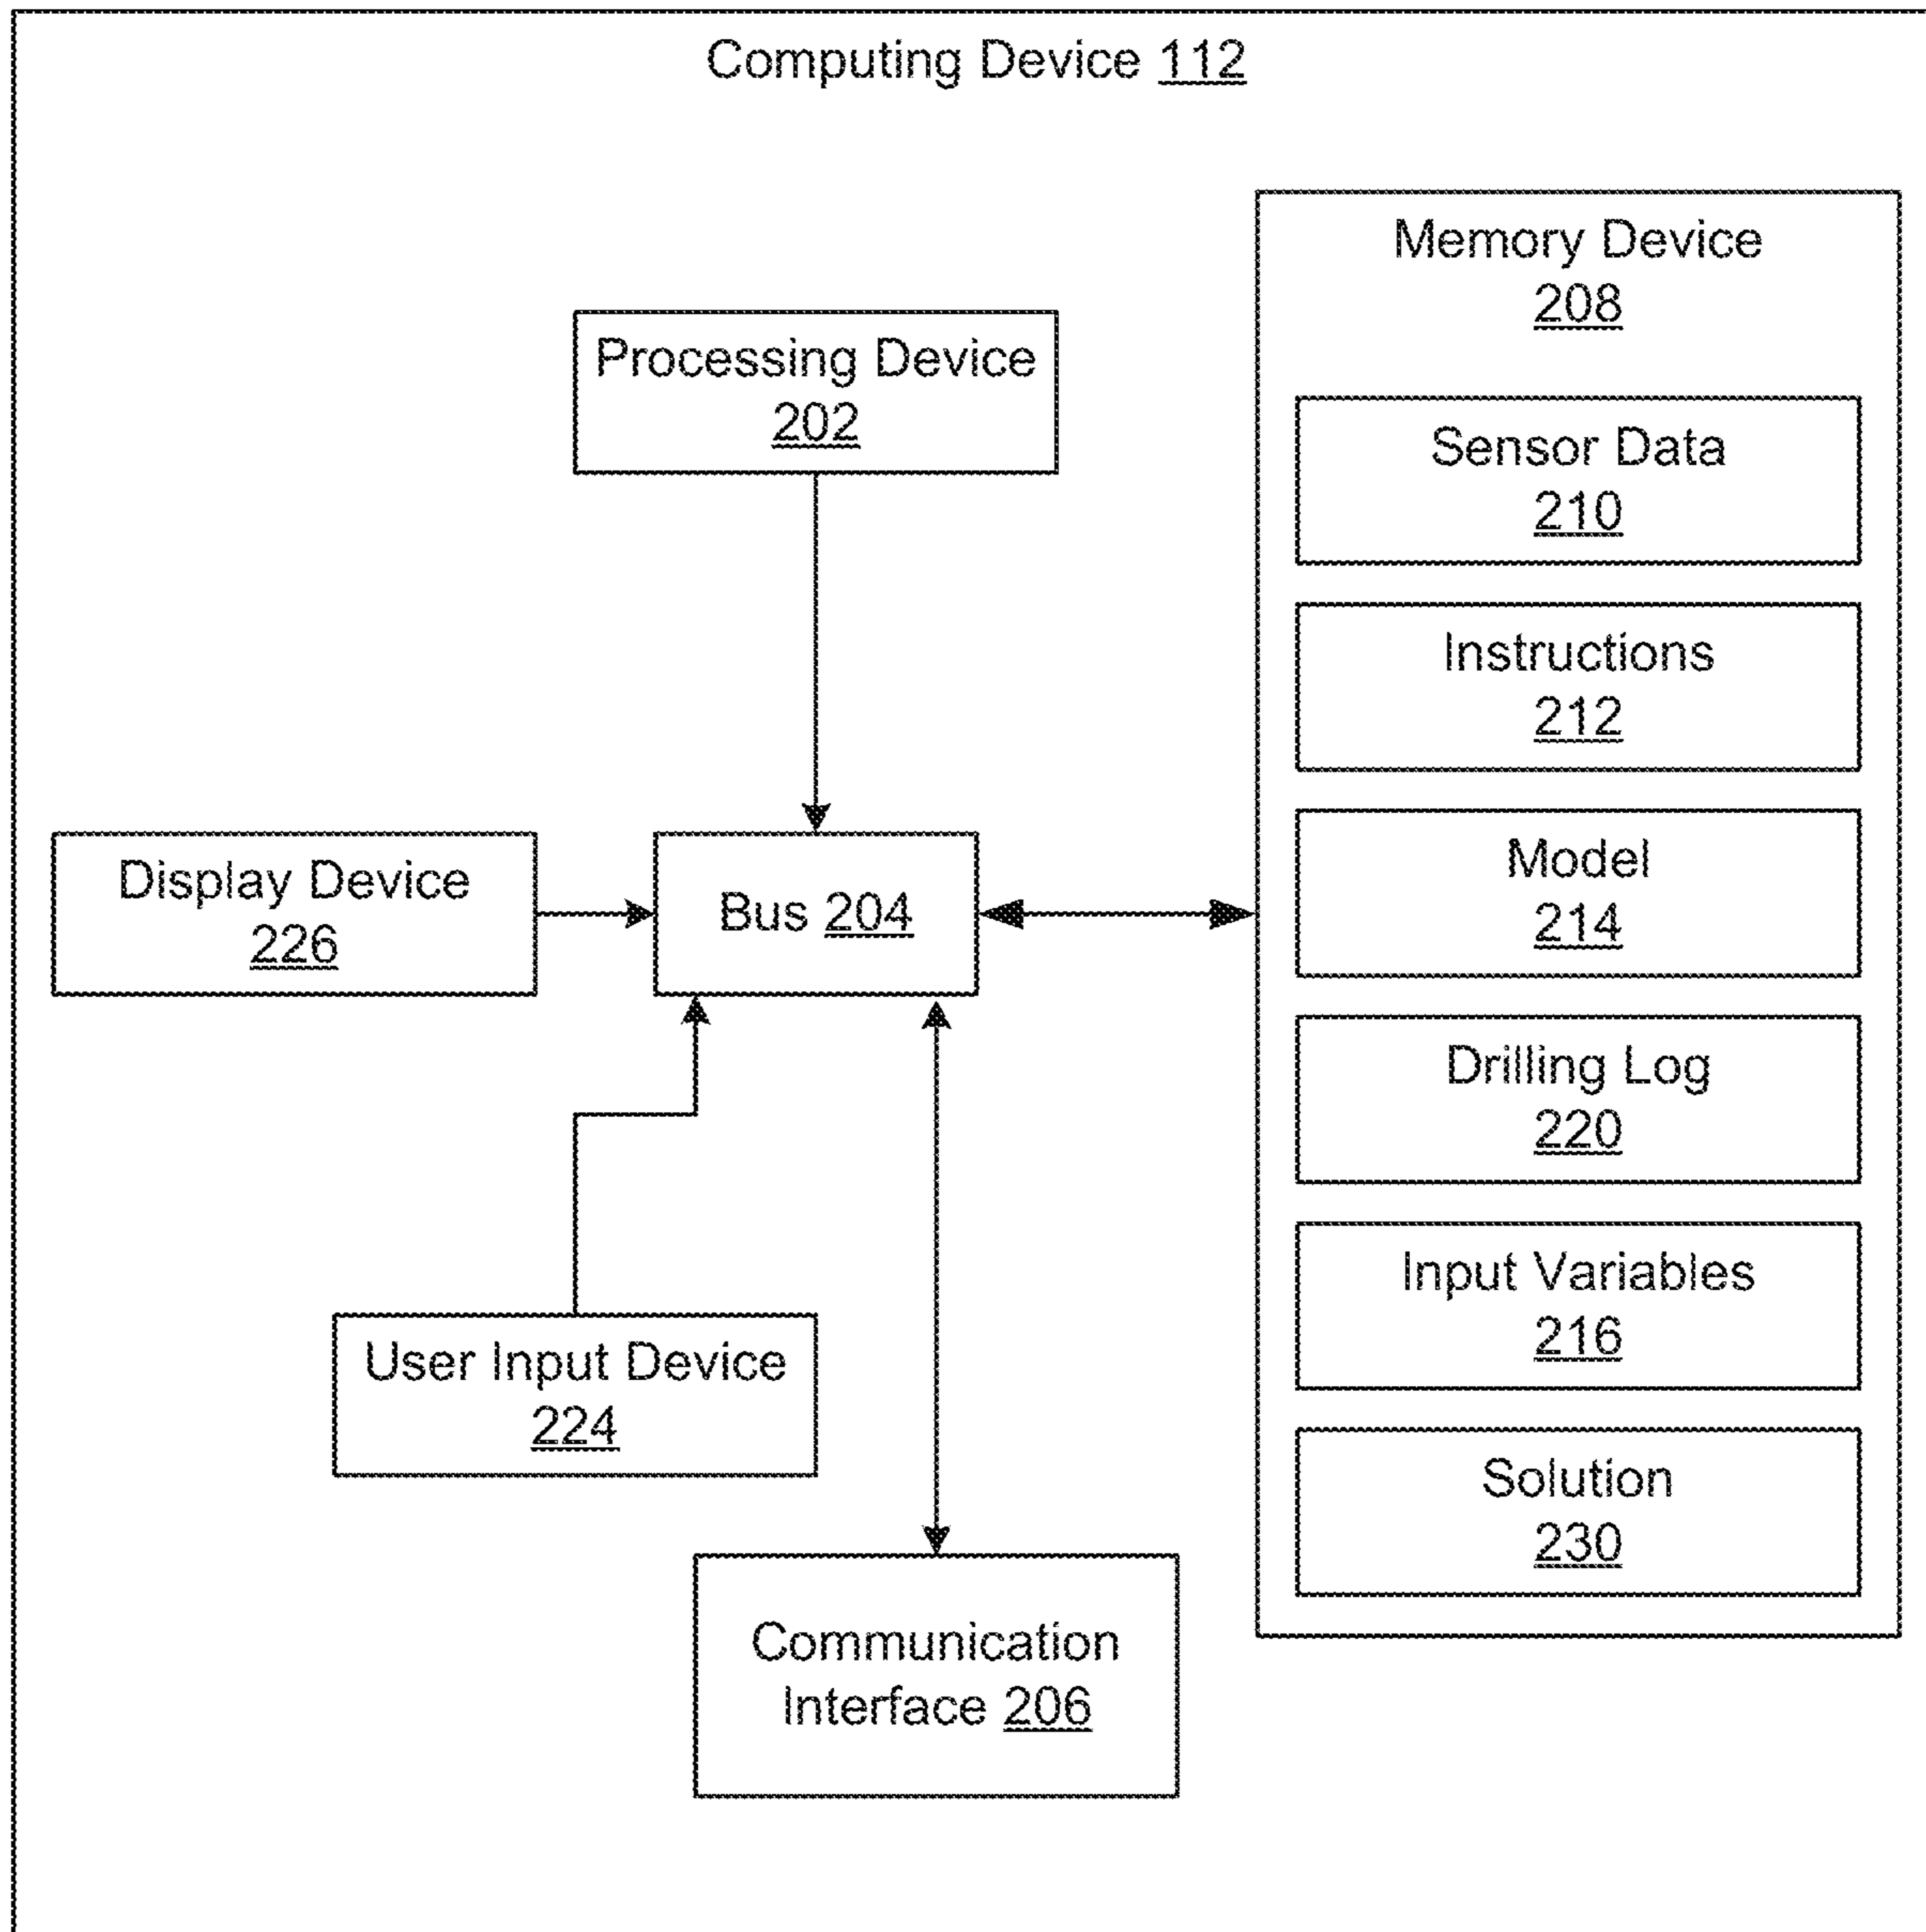 Computing Device 112
Processing Device
202
Display Device
226
Bus 204
User Input Device
224
Communication
Interface 206
Memory Device
208
Sensor Data
210
Instructions
212
Model
214
Drilling Log
220
Input Variables
216
Solution
230